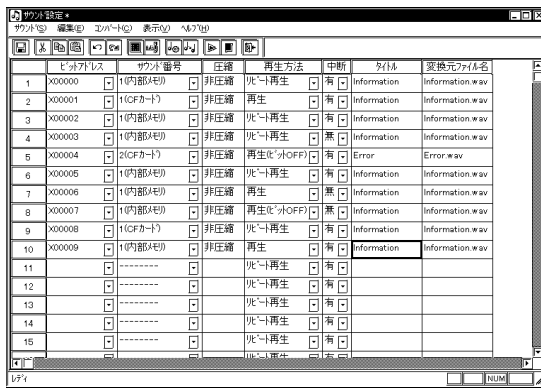 サウンド設定 *
サウンド(S) 編集(E) コンバート(C) 表示(V) ヘルプ(H)
ビットアドレス サウンド番号 圧縮 再生方法 中断 タイトル 変換元ファイル名
1 X00000 1(内部メモリ) 非圧縮 リピート再生 有 Information Information.wav
2 X00001 1(CFカード) 非圧縮 再生 有 Information Information.wav
3 X00002 1(内部メモリ) 非圧縮 リピート再生 有 Information Information.wav
4 X00003 1(内部メモリ) 非圧縮 リピート再生 無 Information Information.wav
5 X00004 2(CFカード) 非圧縮 再生(ビットOFF) 有 Error Error.wav
6 X00005 1(内部メモリ) 非圧縮 リピート再生 有 Information Information.wav
7 X00006 1(内部メモリ) 非圧縮 再生 無 Information Information.wav
8 X00007 1(内部メモリ) 非圧縮 再生(ビットOFF) 無 Information Information.wav
9 X00008 1(CFカード) 非圧縮 リピート再生 有 Information Information.wav
10 X00009 1(内部メモリ) 非圧縮 再生 有 Information Information.wav
11 -------- リピート再生 有
12 -------- リピート再生 有
13 -------- リピート再生 有
14 -------- リピート再生 有
15 -------- リピート再生 有
レディ NUM